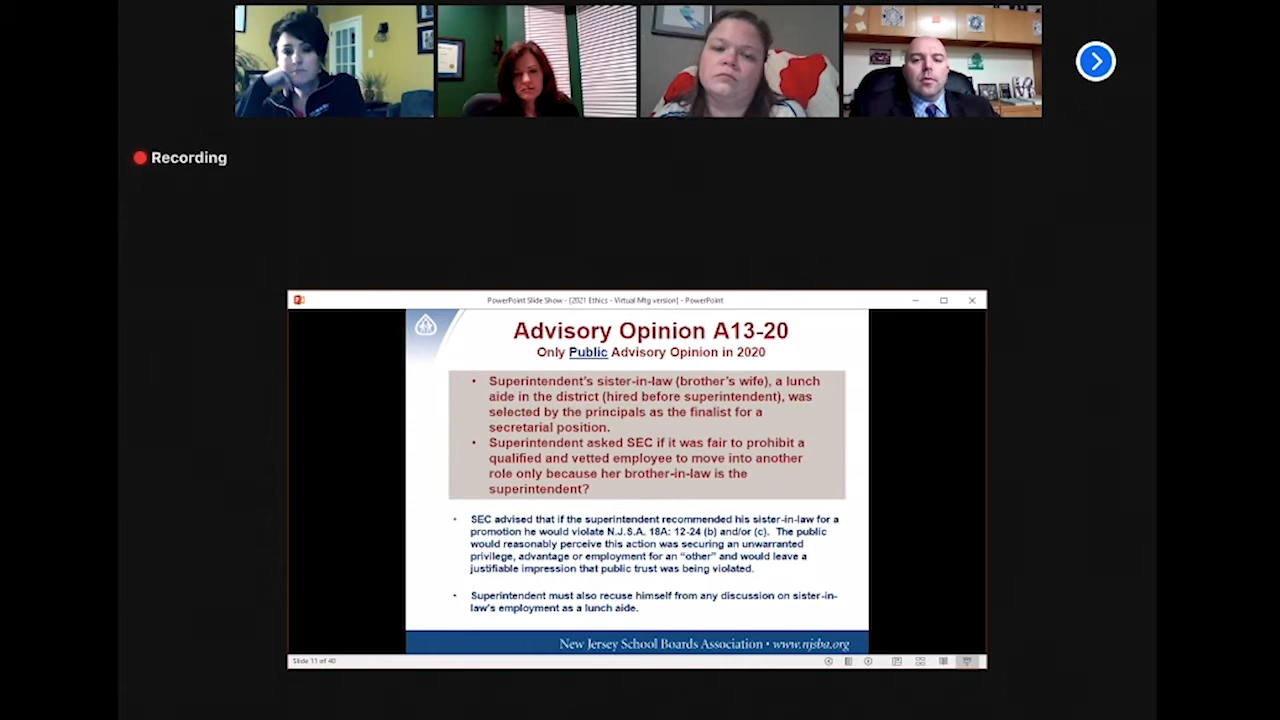 Recording
PowerPoint Slide Show - [2021 Ethics - Virtual Mtg version] - PowerPoint
Advisory Opinion A13-20
Only Public Advisory Opinion in 2020
• Superintendent's sister-in-law (brother's wife), a lunch
aide in the district (hired before superintendent), was
selected by the principals as the finalist for a
secretarial position.
• Superintendent asked SEC if it was fair to prohibit a
qualified and vetted employee to move into another
role only because her brother-in-law is the
superintendent?
• SEC advised that if the superintendent recommended his sister-in-law for a
promotion he would violate N.J.S.A. 18A: 12-24 (b) and/or (c). The public
would reasonably perceive this action was securing an unwarranted
privilege, advantage or employment for an "other" and would leave a
justifiable impression that public trust was being violated.
• Superintendent must also recuse himself from any discussion on sister-in-
law's employment as a lunch aide.
New Jersey School Boards Association • www.njsba.org
Slide 11 of 40